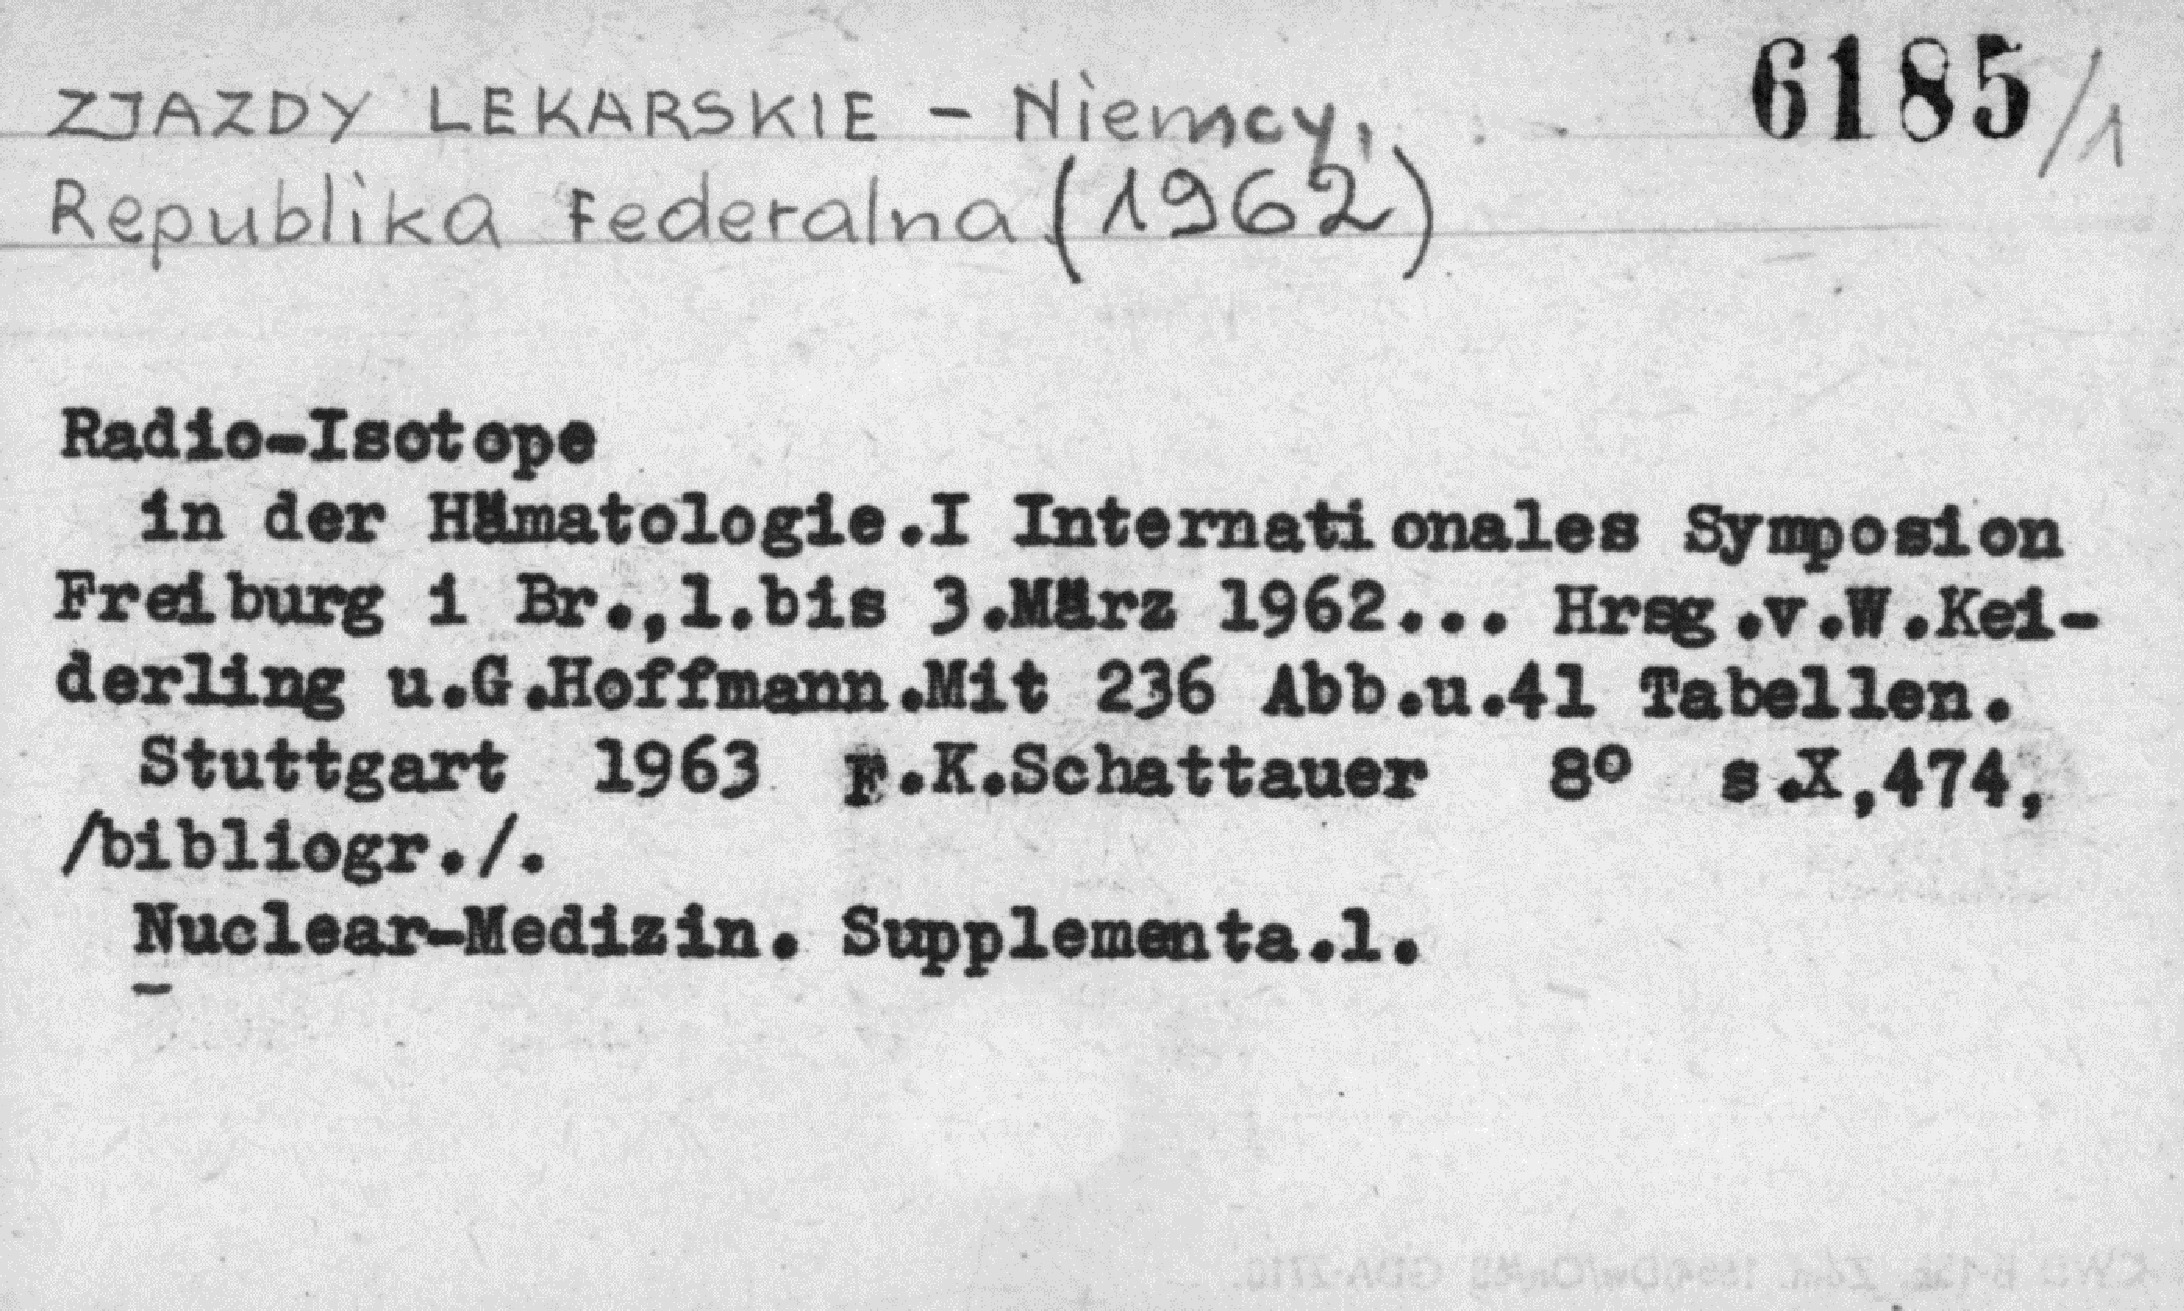 6185/1
ZJAZDY LEKARSKIE - Niemcy,
Republika Federalna (1962)
Radio-Isotope
in der Hämatologie.I Internationales Symposion
Freiburg i Br.,1.bis 3.März 1962... Hrsg.v.W.Kei-
derling u.G.Hoffmann.Mit 236 Abb.u.41 Tabellen.
Stuttgart 1963 F.K.Schattauer 8º s.X,474,
/bibliogr./.
Nuclear-Medizin. Supplementa.1.